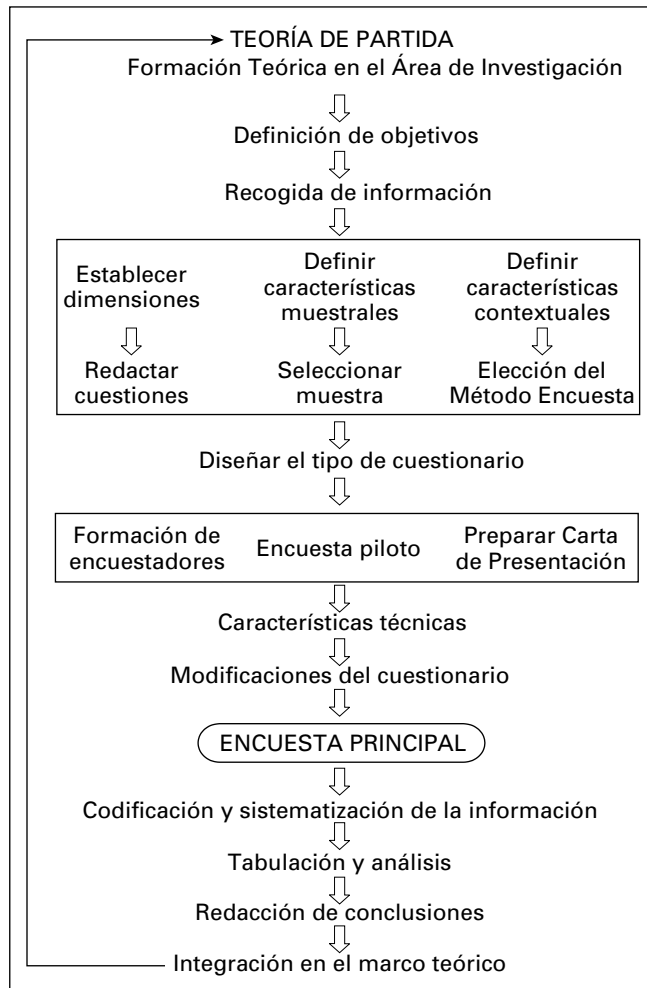 TEORÍA DE PARTIDA
Formación Teórica en el Área de Investigación
Definición de objetivos
Recogida de información
Establecer
dimensiones
Redactar
cuestiones
Definir
características
muestrales
Seleccionar
muestra
Definir
características
contextuales
Elección del
Método Encuesta
Diseñar el tipo de cuestionario
Formación de
encuestadores
Encuesta piloto
Preparar Carta
de Presentación
Características técnicas
Modificaciones del cuestionario
ENCUESTA PRINCIPAL
Codificación y sistematización de la información
Tabulación y análisis
Redacción de conclusiones
Integración en el marco teórico